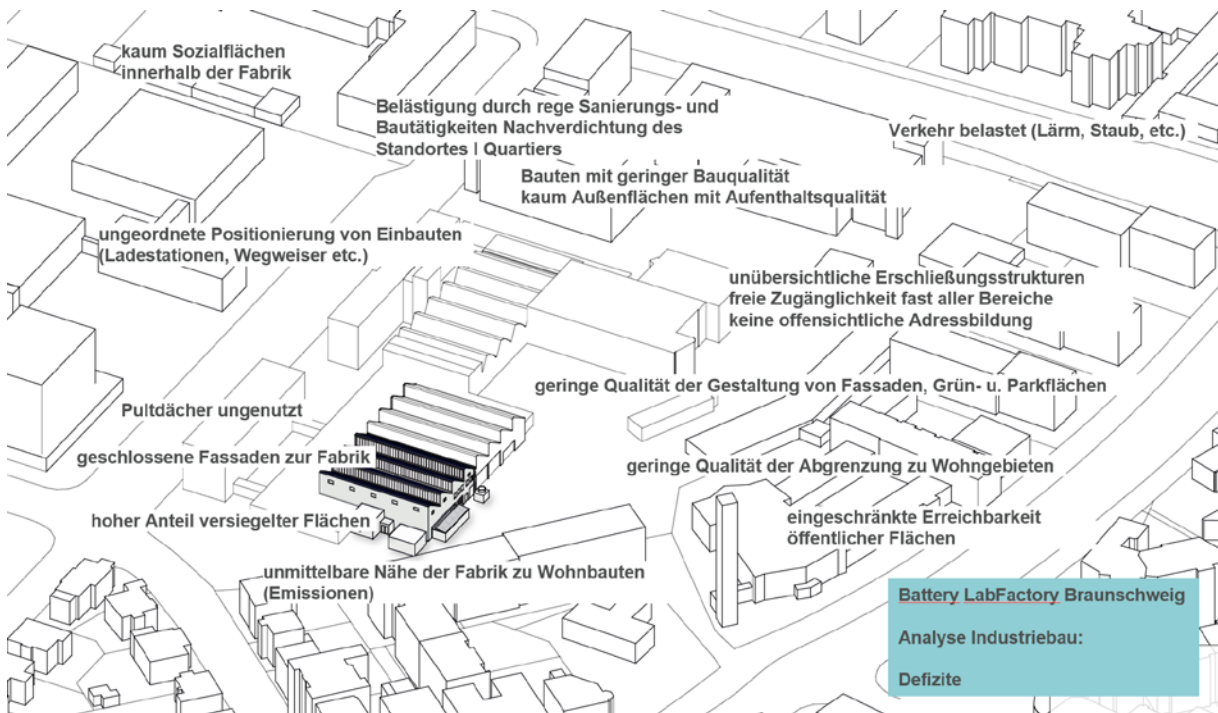 kaum Sozialflächen
innerhalb der Fabrik
Belästigung durch rege Sanierungs- und
Bautätigkeiten Nachverdichtung des
Standortes | Quartiers
Verkehr belastet (Lärm, Staub, etc.)
Bauten mit geringer Bauqualität
kaum Außenflächen mit Aufenthaltsqualität
ungeordnete Positionierung von Einbauten
(Ladestationen, Wegweiser etc.)
unübersichtliche Erschließungsstrukturen
freie Zugänglichkeit fast aller Bereiche
keine offensichtliche Adressbildung
geringe Qualität der Gestaltung von Fassaden, Grün- u. Parkflächen
Pultdächer ungenutzt
geschlossene Fassaden zur Fabrik
geringe Qualität der Abgrenzung zu Wohngebieten
hoher Anteil versiegelter Flächen
eingeschränkte Erreichbarkeit
öffentlicher Flächen
unmittelbare Nähe der Fabrik zu Wohnbauten
(Emissionen)
Battery LabFactory Braunschweig
Analyse Industriebau:
Defizite